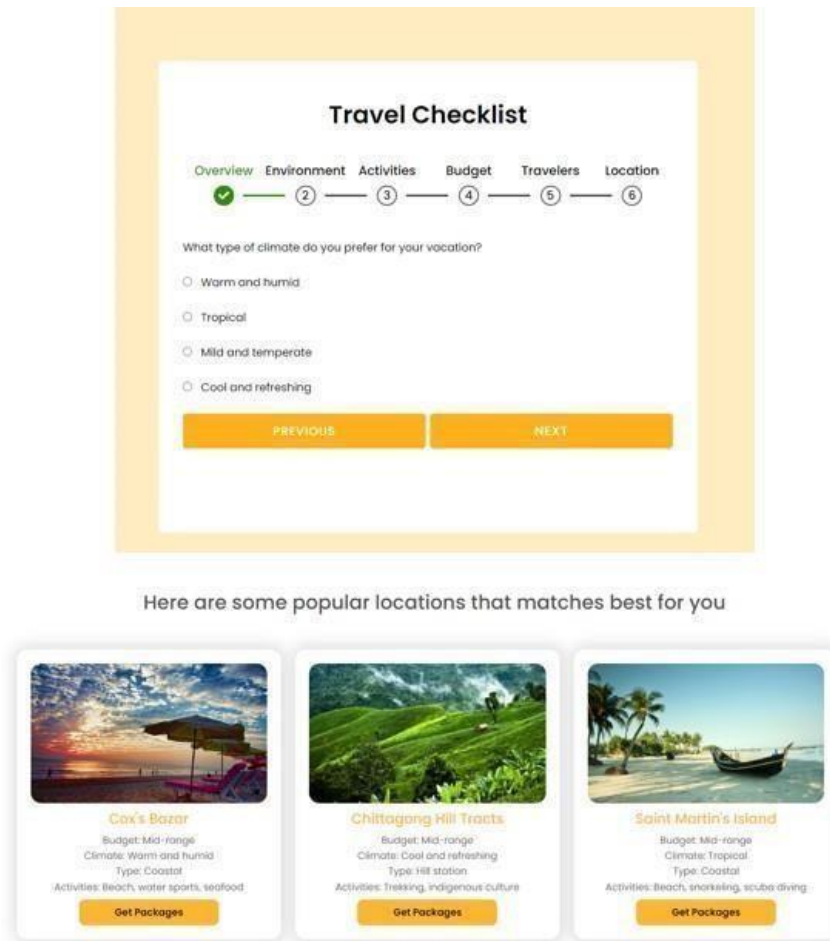 Travel Checklist
Overview Environment Activities Budget Travelers Location
2 3 4 5 6
What type of climate do you prefer for your vacation?
Warm and humid
Tropical
Mild and temperate
Cool and refreshing
PREVIOUS NEXT
Here are some popular locations that matches best for you
Cox's Bazar
Budget: Mid-range
Climate: Warm and humid
Type: Coastal
Activities: Beach, water sports, seafood
Get Packages
Chittagong Hill Tracts
Budget: Mid-range
Climate: Cool and refreshing
Type: Hill station
Activities: Trekking, indigenous culture
Get Packages
Saint Martin's Island
Budget: Mid-range
Climate: Tropical
Type: Coastal
Activities: Beach, snorkeling, scuba diving
Get Packages